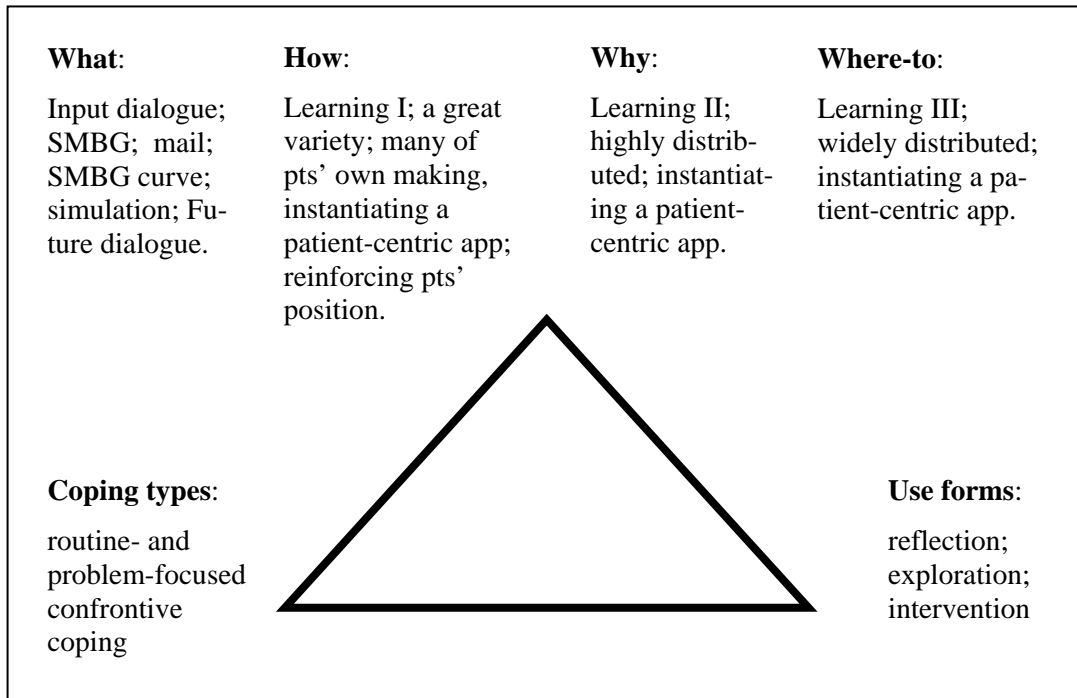 What:
Input dialogue;
SMBG; mail;
SMBG curve;
simulation; Fu-
ture dialogue.
How:
Learning I; a great
variety; many of
pts' own making,
instantiating a
patient-centric app;
reinforcing pts'
position.
Why:
Learning II;
highly distrib-
uted; instantiat-
ing a patient-
centric app.
Where-to:
Learning III;
widely distributed;
instantiating a pa-
tient-centric app.
Coping types:
routine- and
problem-focused
confrontive
coping
Use forms:
reflection;
exploration;
intervention